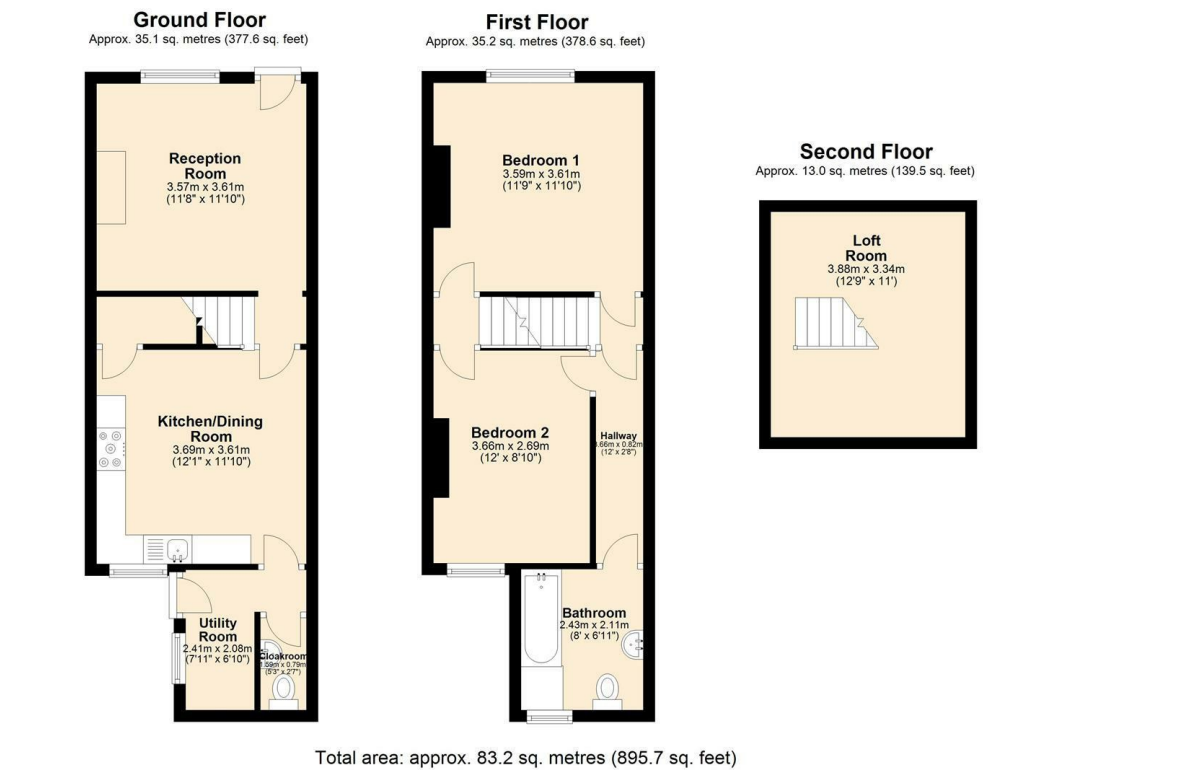 Ground Floor
Approx. 35.1 sq. metres (377.6 sq. feet)
Reception
Room
3.57m x 3.61m
(11'8" x 11'10")
Kitchen/Dining
Room
3.69m x 3.61m
(12'1" x 11'10")
Utility
Room
2.41m x 2.08m
(7'11" x 6'10")
Cloakroom
1.59m x 0.79m
(5'3" x 2'7")
First Floor
Approx. 35.2 sq. metres (378.6 sq. feet)
Bedroom 1
3.59m x 3.61m
(11'9" x 11'10")
Bedroom 2
3.66m x 2.69m
(12' x 8'10")
Hallway
3.66m x 0.82m
(12' x 2'8")
Bathroom
2.43m x 2.11m
(8' x 6'11")
Second Floor
Approx. 13.0 sq. metres (139.5 sq. feet)
Loft
Room
3.88m x 3.34m
(12'9" x 11')
Total area: approx. 83.2 sq. metres (895.7 sq. feet)